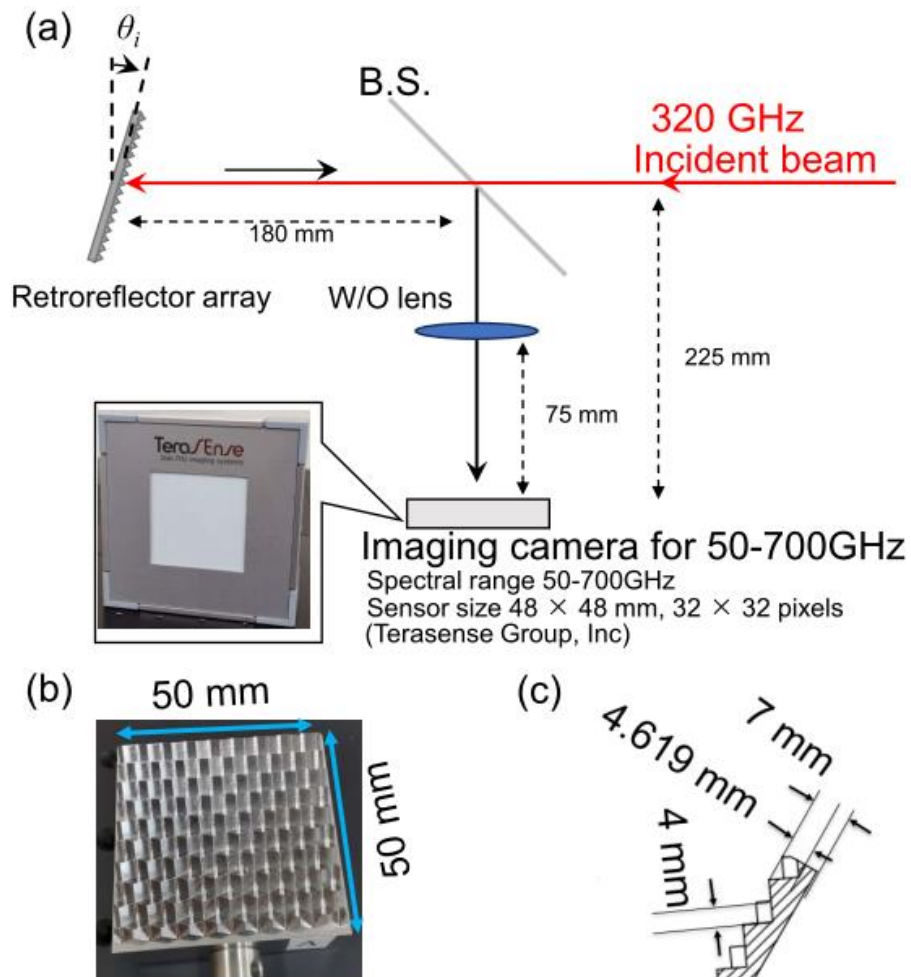 (a)
θi
B.S.
320 GHz
Incident beam
180 mm
Retroreflector array
W/O lens
225 mm
75 mm
TeraSEnse
Imaging camera for 50-700GHz
Spectral range 50-700GHz
Sensor size 48 × 48 mm, 32 × 32 pixels
(Terasense Group, Inc)
(b)
50 mm
50 mm
(c)
7 mm
4.619 mm
4 mm